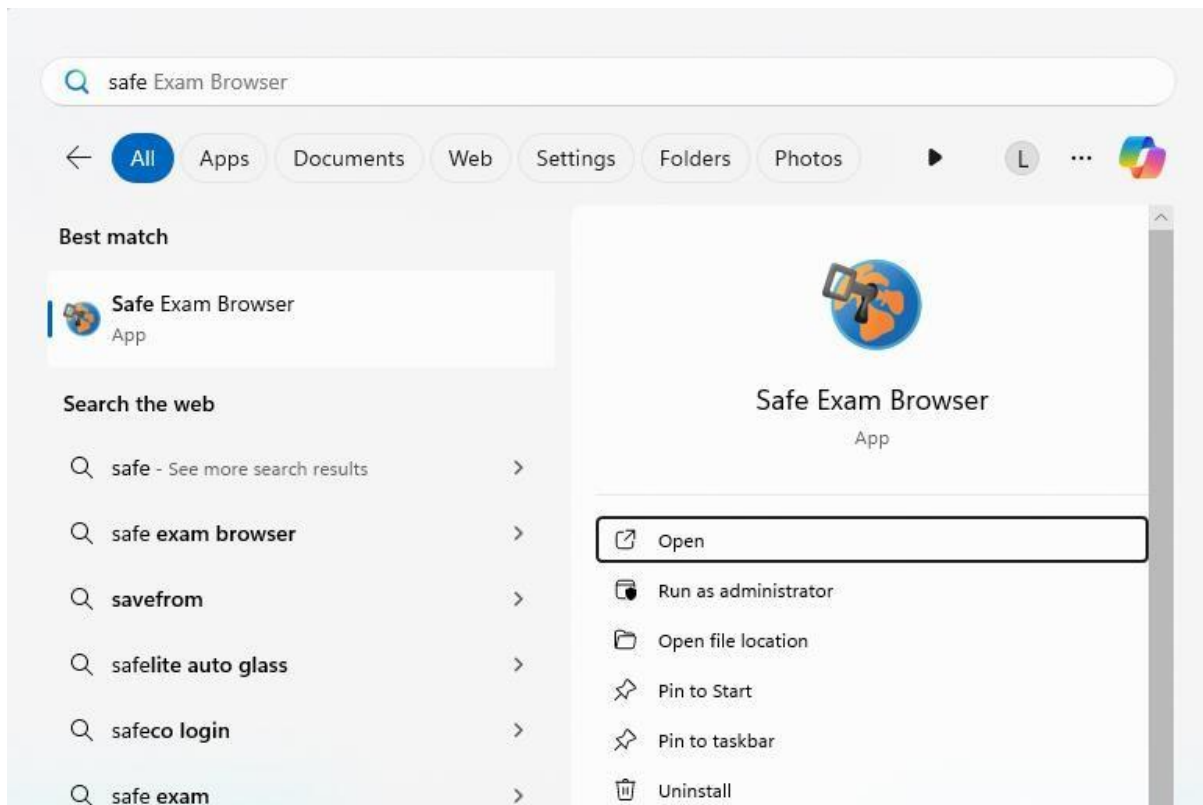 safe Exam Browser
All Apps Documents Web Settings Folders Photos L ...
Best match
Safe Exam Browser
App
Search the web
safe - See more search results
safe exam browser
savefrom
safelite auto glass
safeco login
safe exam
Safe Exam Browser
App
Open
Run as administrator
Open file location
Pin to Start
Pin to taskbar
Uninstall